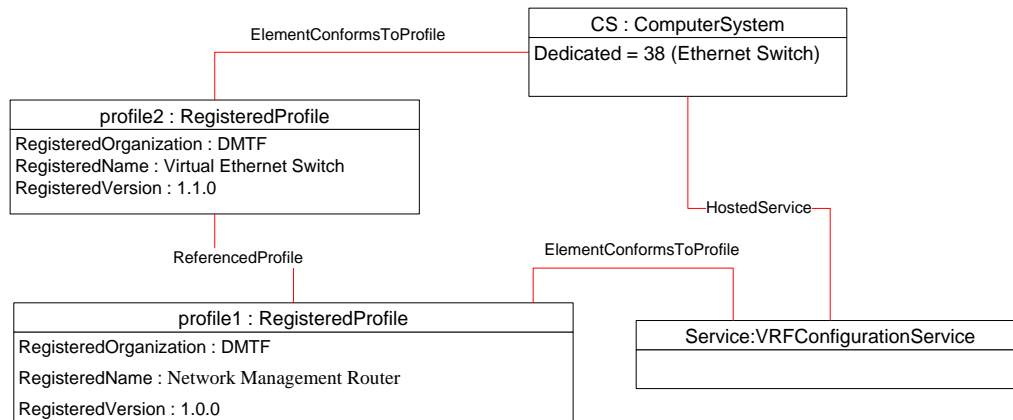 CS : ComputerSystem
Dedicated = 38 (Ethernet Switch)
ElementConformsToProfile
profile2 : RegisteredProfile
RegisteredOrganization : DMTF
RegisteredName : Virtual Ethernet Switch
RegisteredVersion : 1.1.0
HostedService
ReferencedProfile
ElementConformsToProfile
profile1 : RegisteredProfile
RegisteredOrganization : DMTF
RegisteredName : Network Management Router
RegisteredVersion : 1.0.0
Service:VRFConfigurationService